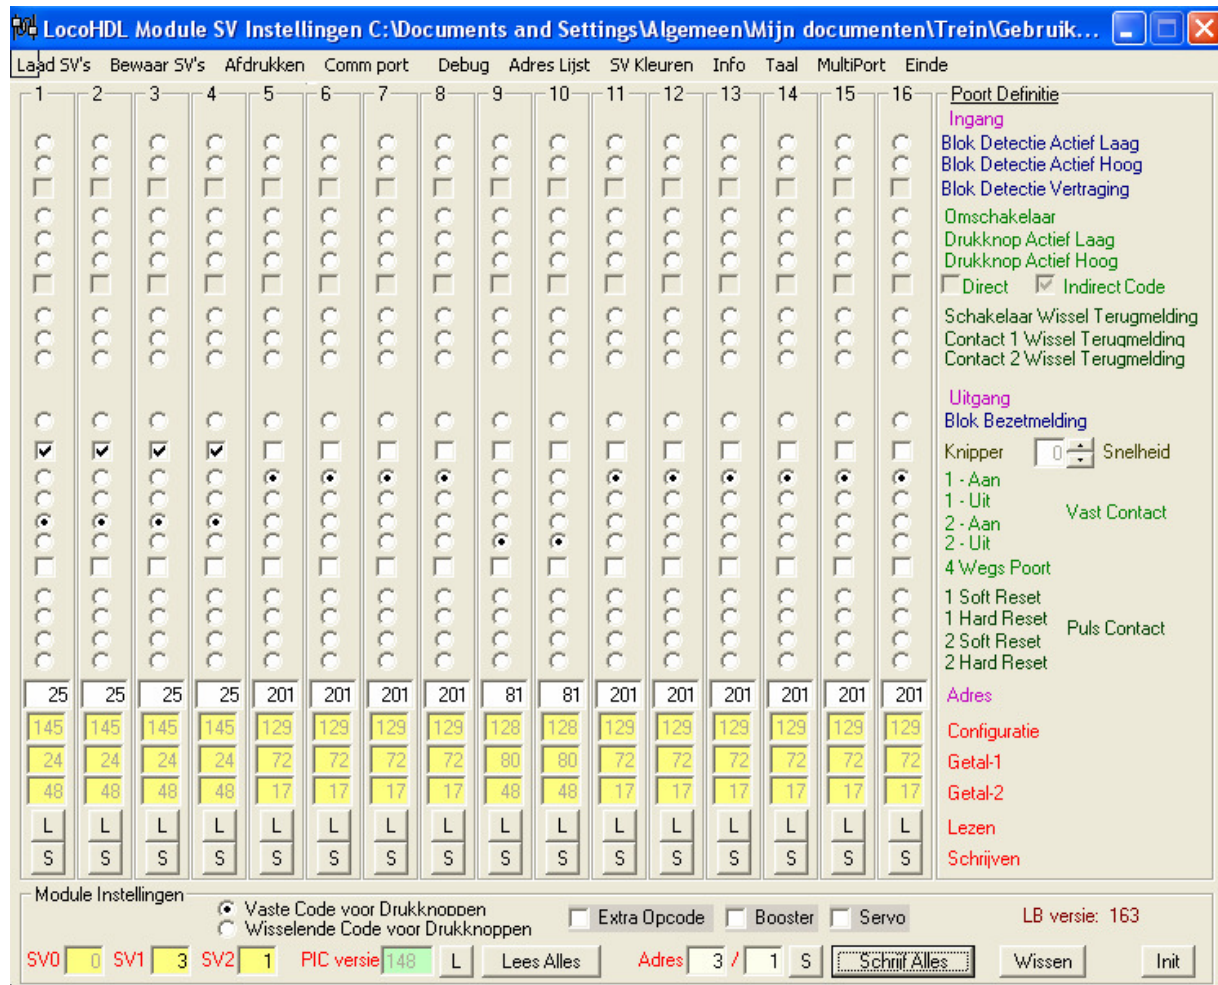 LocoHDL Module SV Instellingen C:\Documents and Settings\Algemeen\Mijn documenten\Trein\Gebruik...
Laad SV's Bewaar SV's Afdrukken Comm port Debug Adres Lijst SV Kleuren Info Taal MultiPort Einde
1 2 3 4 5 6 7 8 9 10 11 12 13 14 15 16 Poort Definitie
Ingang
Blok Detectie Actief Laag
Blok Detectie Actief Hoog
Blok Detectie Vertraging
Omschakelaar
Drukknop Actief Laag
Drukknop Actief Hoog
Direct Indirect Code
Schakelaar Wissel Terugmelding
Contact 1 Wissel Terugmelding
Contact 2 Wissel Terugmelding
Uitgang
Blok Bezetmelding
Knipper 0 Snelheid
1 - Aan
1 - Uit
Vast Contact
2 - Aan
2 - Uit
4 Wegs Poort
1 Soft Reset
1 Hard Reset
Puls Contact
2 Soft Reset
2 Hard Reset
25 25 25 25 201 201 201 201 81 81 201 201 201 201 201 201 Adres
145 145 145 145 129 129 129 129 128 128 129 129 129 129 129 129 Configuratie
24 24 24 24 72 72 72 72 80 80 72 72 72 72 72 72 Getal-1
48 48 48 48 17 17 17 17 48 48 17 17 17 17 17 17 Getal-2
L L L L L L L L L L L L L L L L Lezen
S S S S S S S S S S S S S S S S Schrijven
Module Instellingen
Vaste Code voor Drukknoppen
Wisselende Code voor Drukknoppen
Extra Opcode Booster Servo LB versie: 163
SV0 0 SV1 3 SV2 1 PIC versie 148 L Lees Alles Adres 3 / 1 S Schrijf Alles Wissen Init